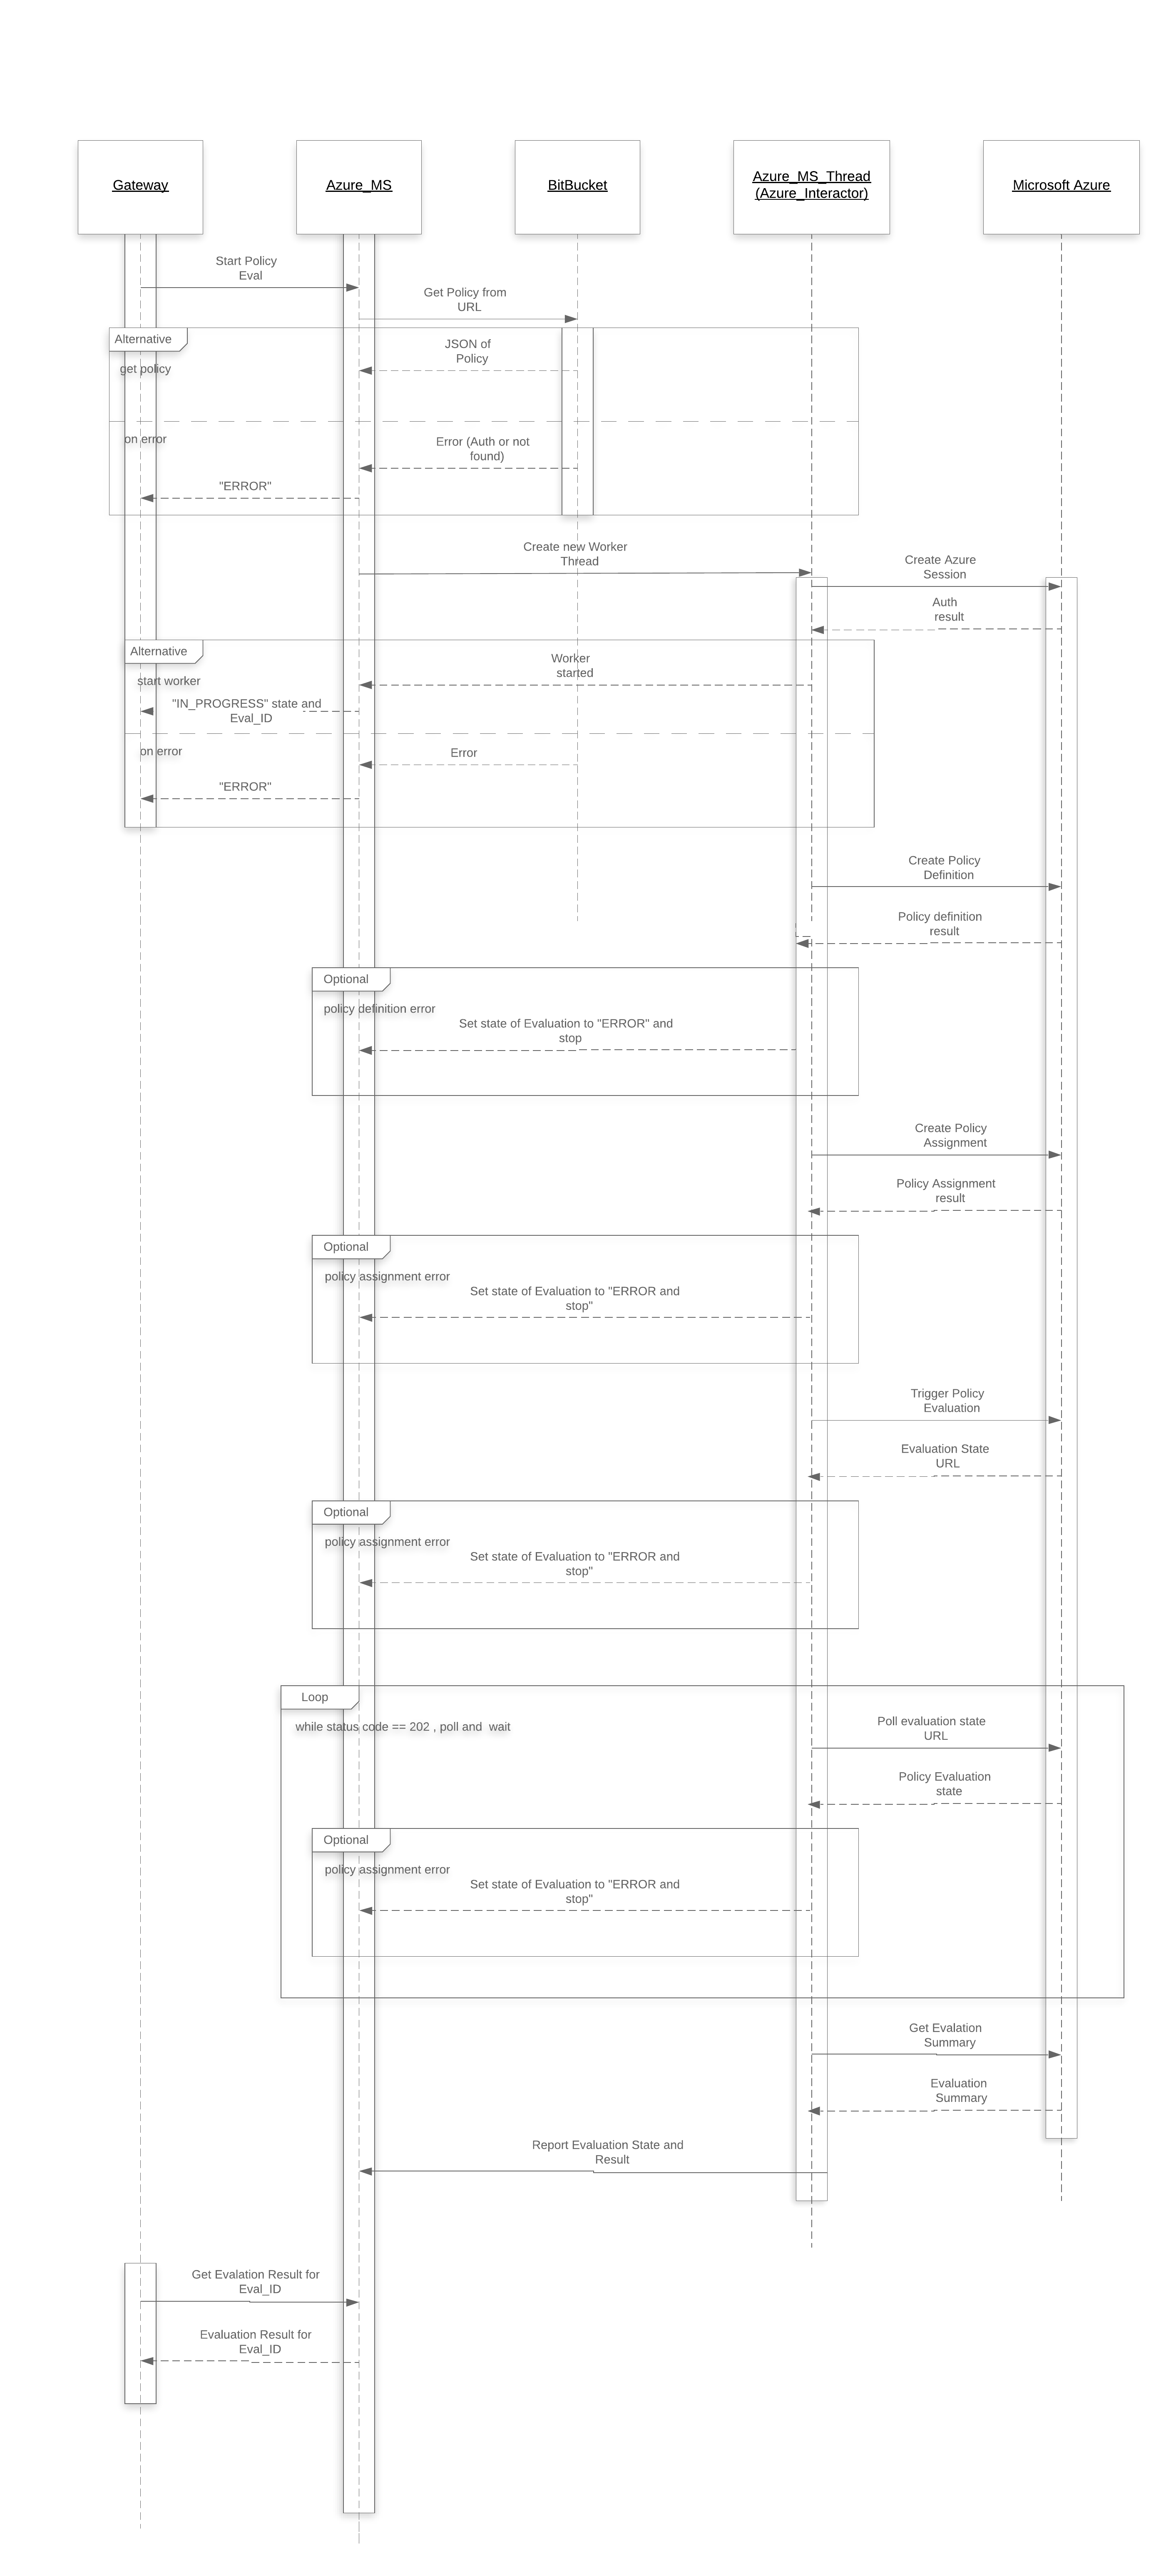 Gateway
Azure_MS
BitBucket
Azure_MS_Thread
(Azure_Interactor)
Microsoft Azure
Start Policy
Eval
Get Policy from
URL
Alternative
JSON of
Policy
get policy
on error
Error (Auth or not
found)
"ERROR"
Create new Worker
Thread
Create Azure
Session
Auth
result
Alternative
Worker
started
start worker
"IN_PROGRESS" state and
Eval_ID
on error
Error
"ERROR"
Create Policy
Definition
Policy definition
result
Optional
policy definition error
Set state of Evaluation to "ERROR" and
stop
Create Policy
Assignment
Policy Assignment
result
Optional
policy assignment error
Set state of Evaluation to "ERROR and
stop"
Trigger Policy
Evaluation
Evaluation State
URL
Optional
policy assignment error
Set state of Evaluation to "ERROR and
stop"
Loop
while status code == 202 , poll and  wait
Poll evaluation state
URL
Policy Evaluation
state
Optional
policy assignment error
Set state of Evaluation to "ERROR and
stop"
Get Evalation
Summary
Evaluation
Summary
Report Evaluation State and
Result
Get Evalation Result for
Eval_ID
Evaluation Result for
Eval_ID